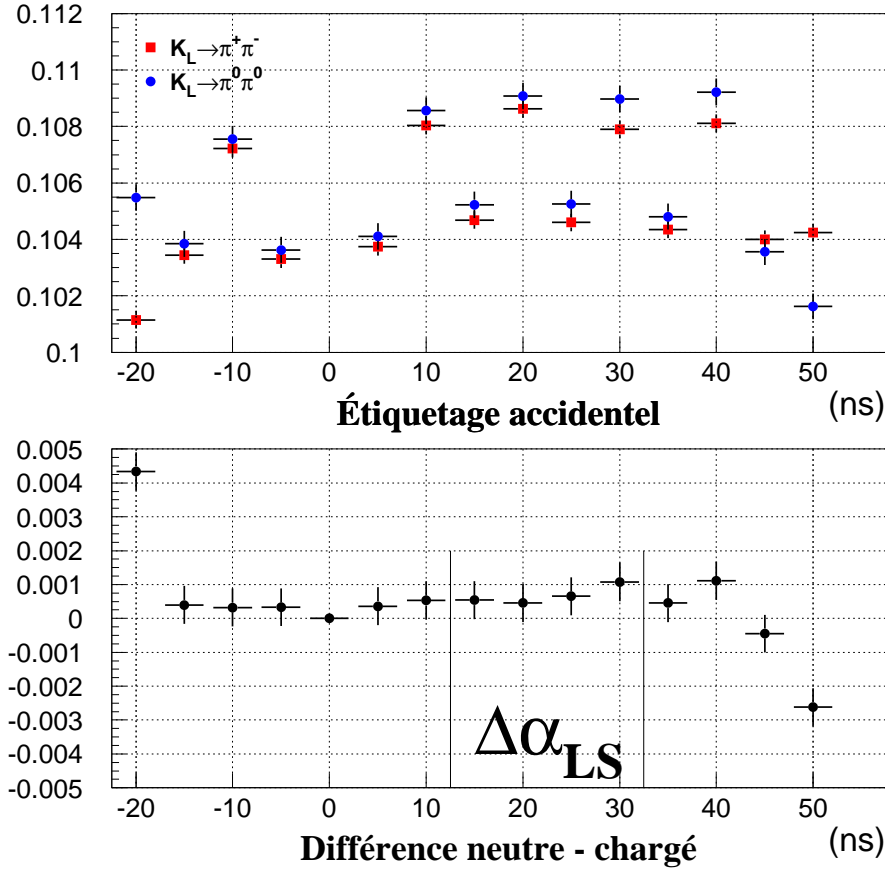 0.112
K_L→π⁺π⁻
K_L→π⁰π⁰
0.11
0.108
0.106
0.104
0.102
0.1
-20 -10 0 10 20 30 40 50
(ns)
Étiquetage accidentel
0.005
0.004
0.003
0.002
0.001
0
-0.001
-0.002
-0.003
-0.004
-0.005
Δα_LS
-20 -10 0 10 20 30 40 50
(ns)
Différence neutre - chargé